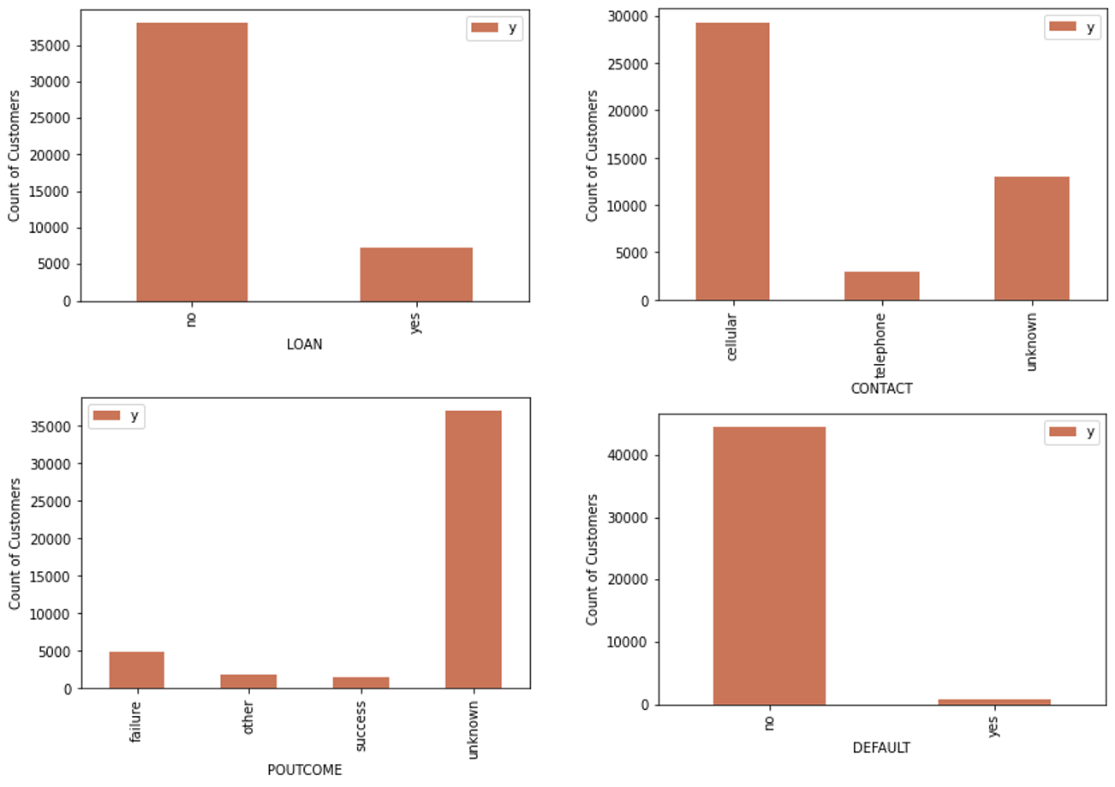 y
35000
30000
25000
20000
15000
10000
5000
0
Count of Customers
no
yes
LOAN
y
30000
25000
20000
15000
10000
5000
0
Count of Customers
cellular
telephone
unknown
CONTACT
y
35000
30000
25000
20000
15000
10000
5000
0
Count of Customers
failure
other
success
unknown
POUTCOME
y
40000
30000
20000
10000
0
Count of Customers
no
yes
DEFAULT